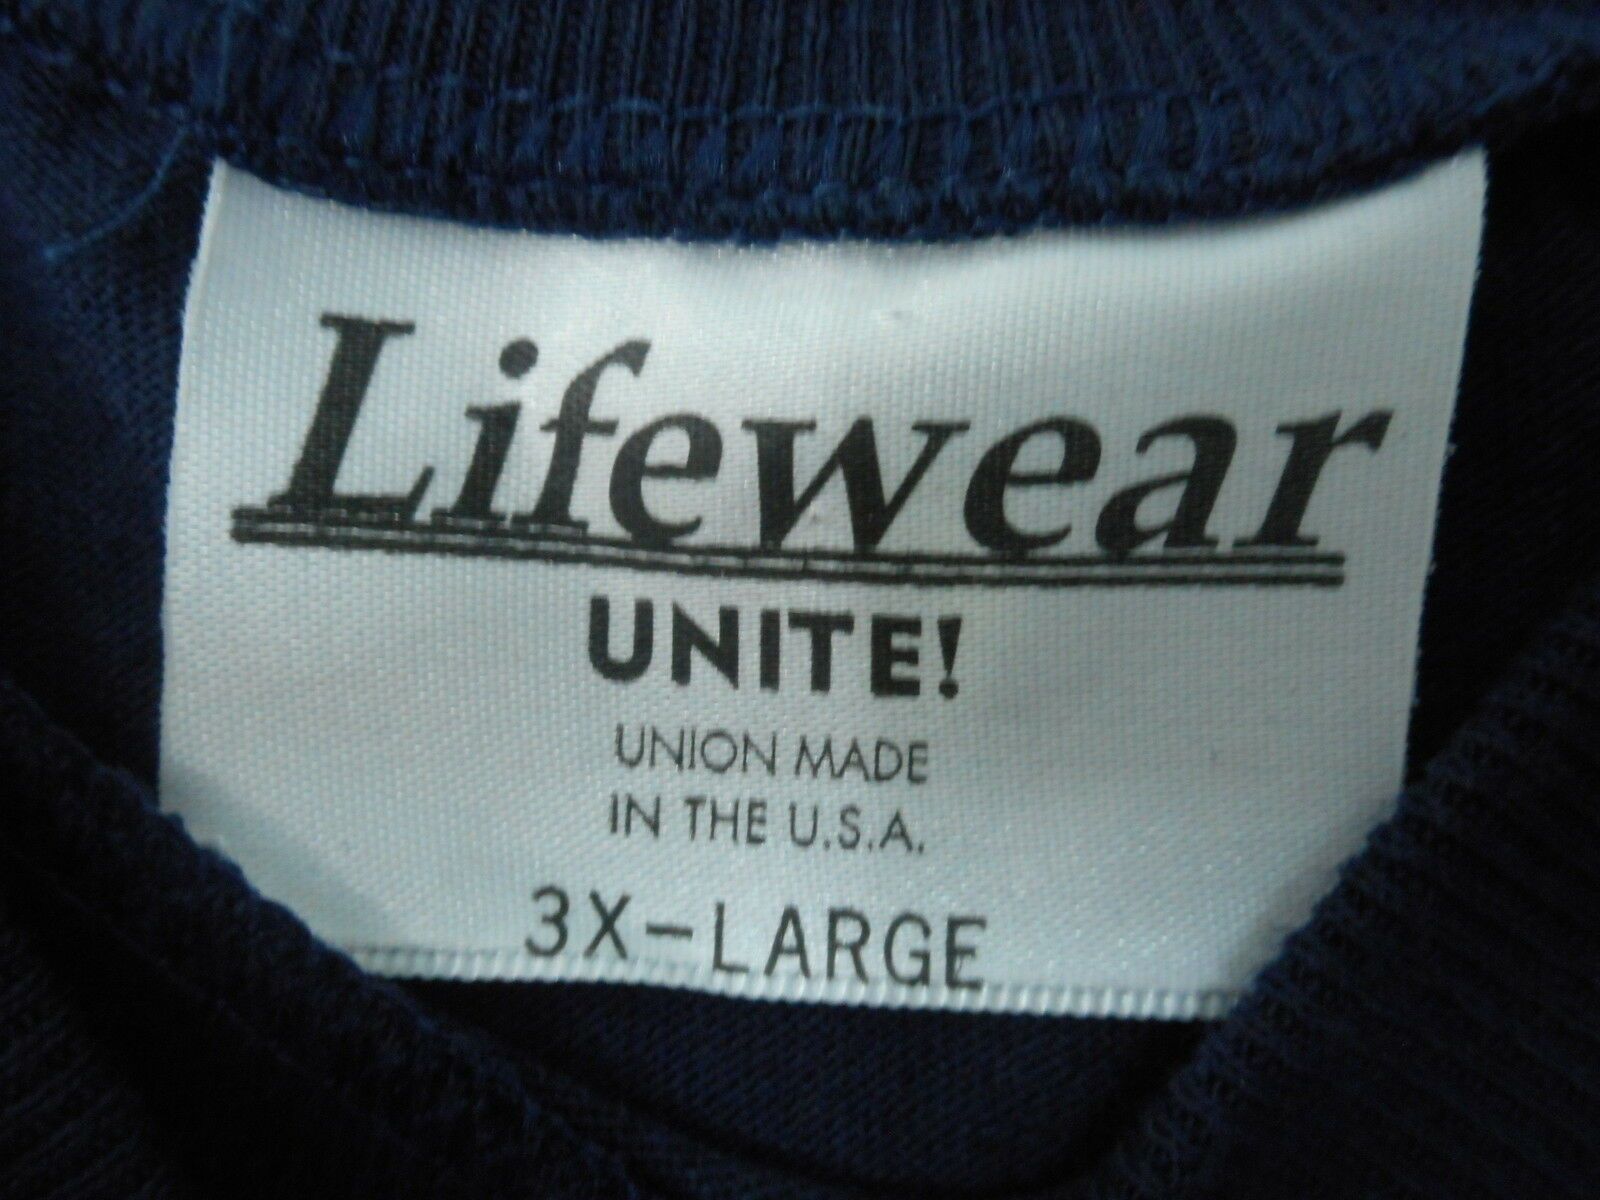 Lifewear
UNITE!
UNION MADE
IN THE U.S.A.
3X-LARGE